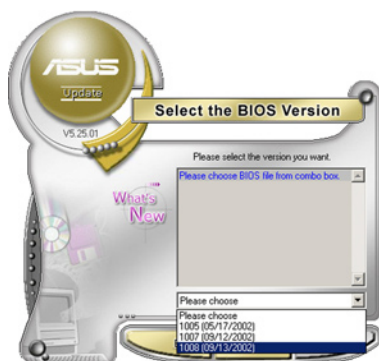 ASUS
Update
V5.25.01
Select the BIOS Version
Please select the version you want.
What's
New
Please choose BIOS file from combo box.
Please choose
Please choose
1005 (05/17/2002)
1007 (09/12/2002)
1008 (09/13/2002)